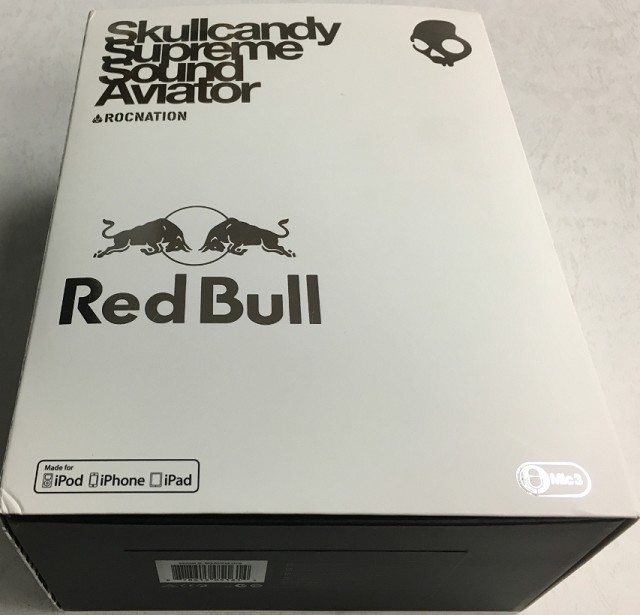 Skullcandy
Supreme
Sound
Aviator
ROCNATION
Red Bull
Made for
iPod iPhone iPad
Mic3